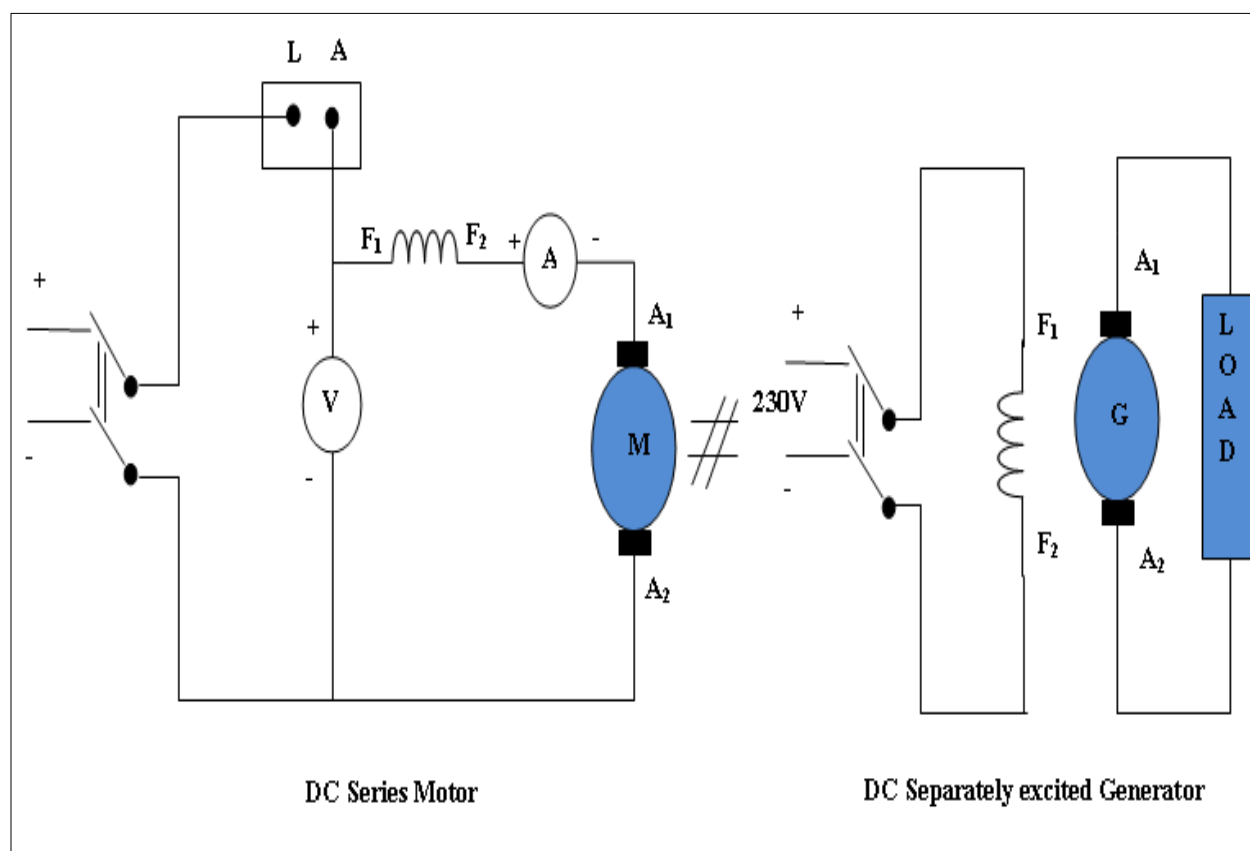 L A
F₁ F₂ + A -
+
+
V
-
-
A₁
M
A₂
230V
+
-
F₁
F₂
A₁
G
A₂
L
O
A
D
DC Series Motor
DC Separately excited Generator